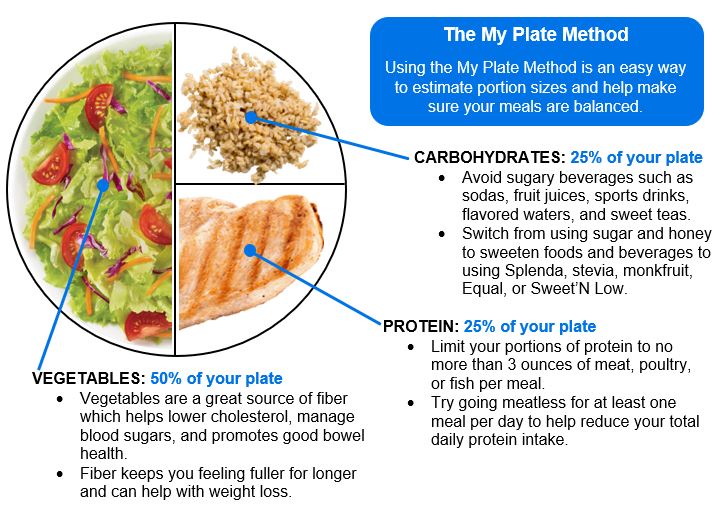 The My Plate Method
Using the My Plate Method is an easy way
to estimate portion sizes and help make
sure your meals are balanced.
CARBOHYDRATES: 25% of your plate
• Avoid sugary beverages such as
sodas, fruit juices, sports drinks,
flavored waters, and sweet teas.
• Switch from using sugar and honey
to sweeten foods and beverages to
using Splenda, stevia, monkfruit,
Equal, or Sweet’N Low.
PROTEIN: 25% of your plate
• Limit your portions of protein to no
more than 3 ounces of meat, poultry,
or fish per meal.
• Try going meatless for at least one
meal per day to help reduce your total
daily protein intake.
VEGETABLES: 50% of your plate
• Vegetables are a great source of fiber
which helps lower cholesterol, manage
blood sugars, and promotes good bowel
health.
• Fiber keeps you feeling fuller for longer
and can help with weight loss.